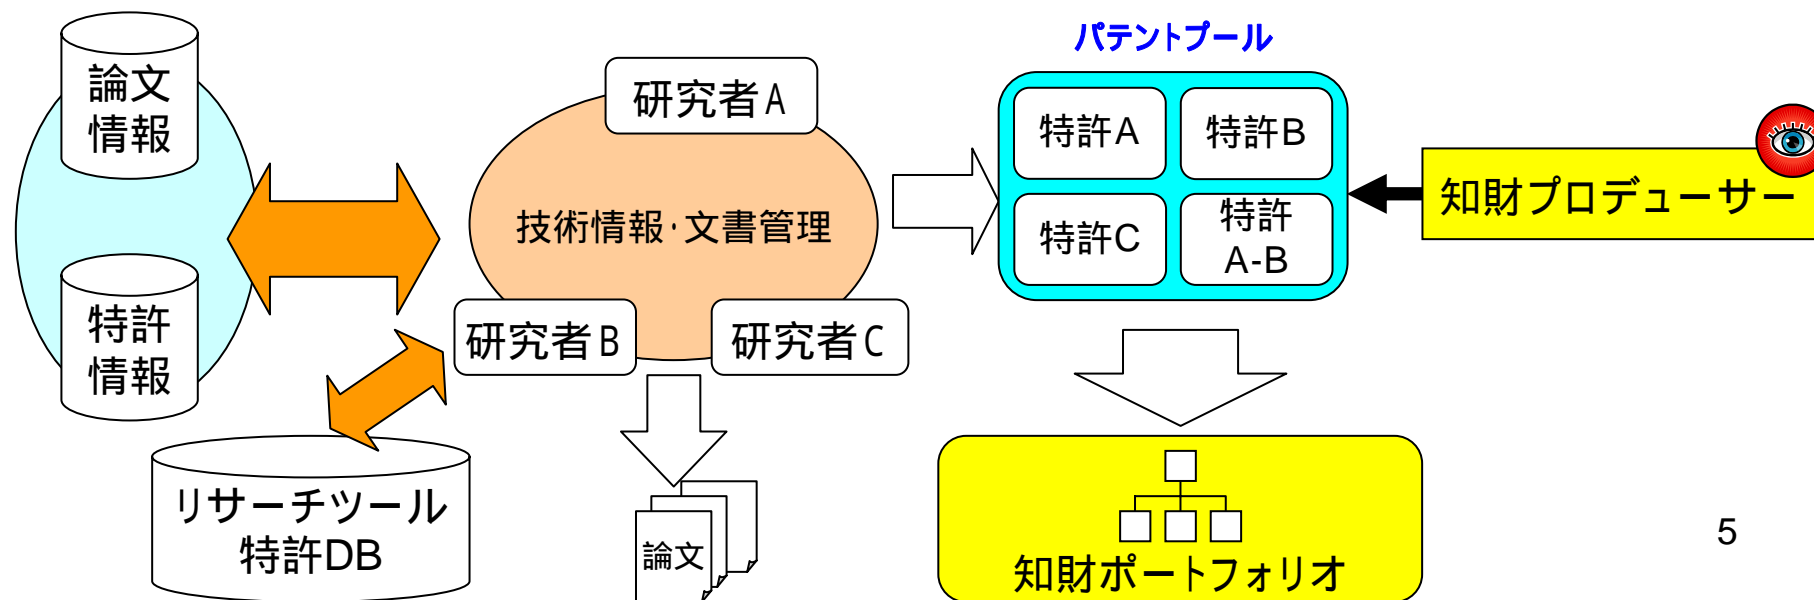 論文
情報
特許
情報
リサーチツール
特許DB
研究者A
技術情報・文書管理
研究者B
研究者C
論文
パテントプール
特許A
特許B
特許C
特許
A-B
知財プロデューサー
知財ポートフォリオ
5